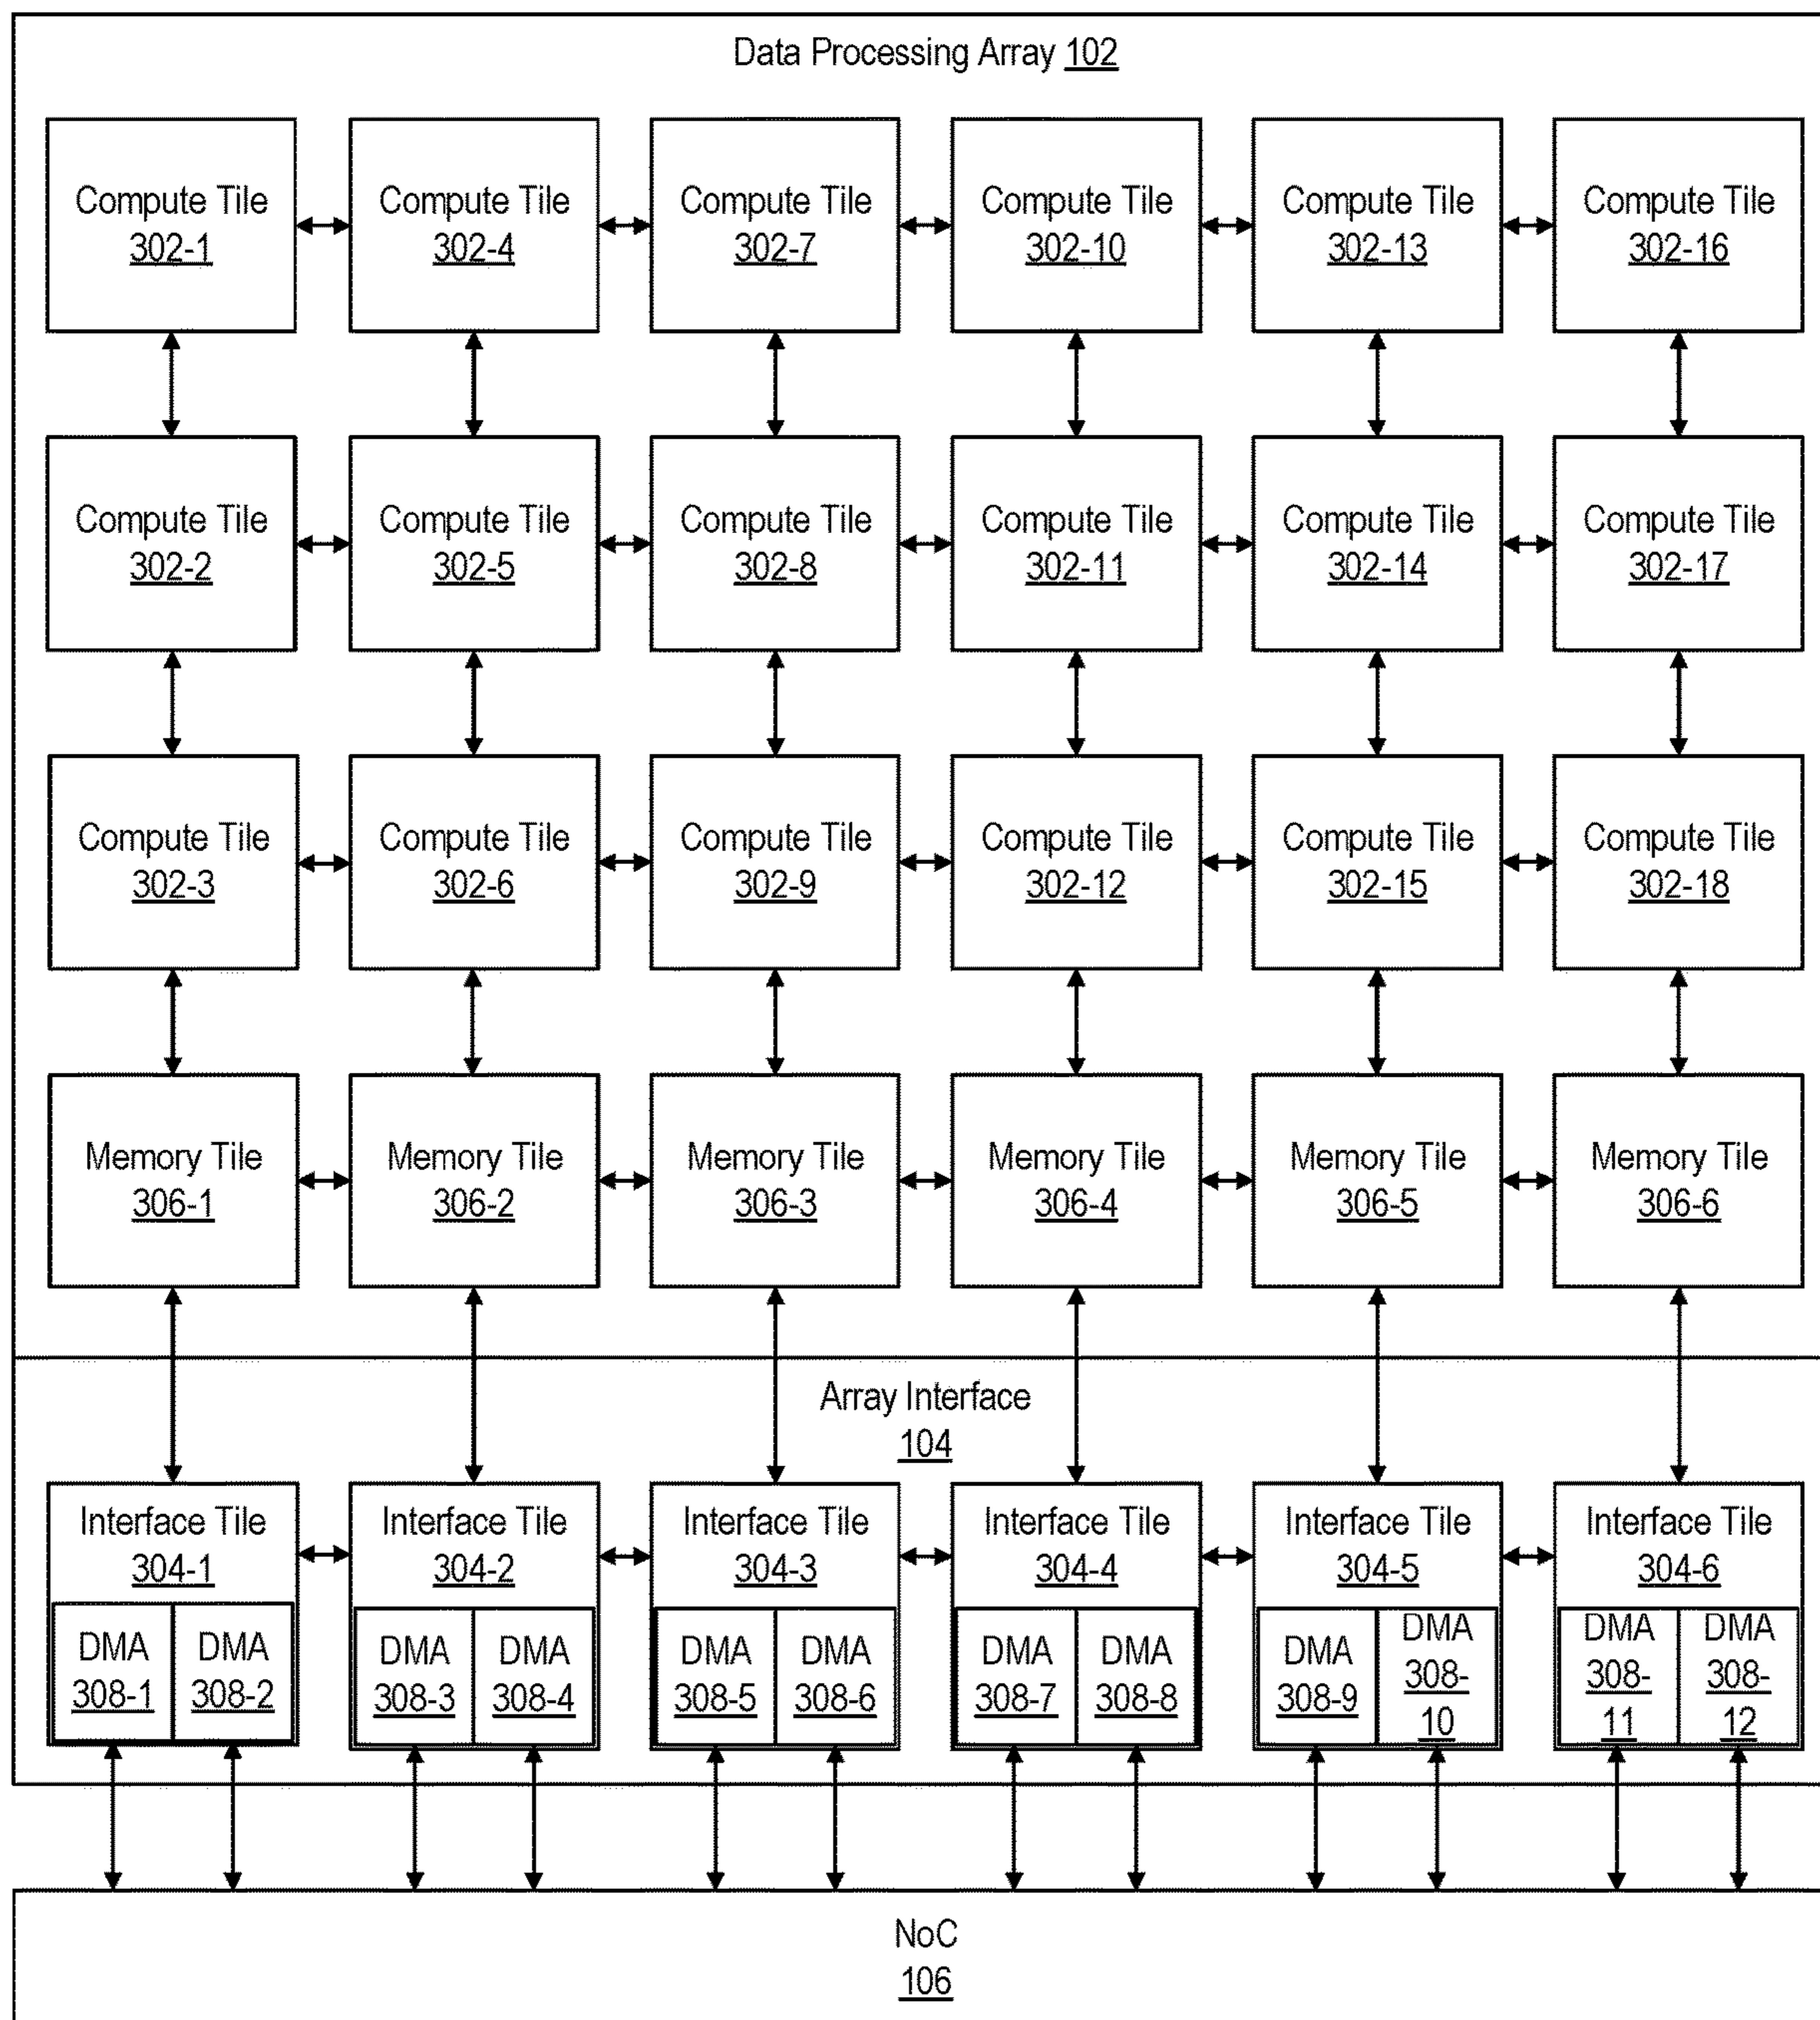 Data Processing Array 102
Compute Tile
302-1
Compute Tile
302-4
Compute Tile
302-7
Compute Tile
302-10
Compute Tile
302-13
Compute Tile
302-16
Compute Tile
302-2
Compute Tile
302-5
Compute Tile
302-8
Compute Tile
302-11
Compute Tile
302-14
Compute Tile
302-17
Compute Tile
302-3
Compute Tile
302-6
Compute Tile
302-9
Compute Tile
302-12
Compute Tile
302-15
Compute Tile
302-18
Memory Tile
306-1
Memory Tile
306-2
Memory Tile
306-3
Memory Tile
306-4
Memory Tile
306-5
Memory Tile
306-6
Array Interface
104
Interface Tile
304-1
DMA
308-1
DMA
308-2
Interface Tile
304-2
DMA
308-3
DMA
308-4
Interface Tile
304-3
DMA
308-5
DMA
308-6
Interface Tile
304-4
DMA
308-7
DMA
308-8
Interface Tile
304-5
DMA
308-9
DMA
308-
10
Interface Tile
304-6
DMA
308-
11
DMA
308-
12
NoC
106